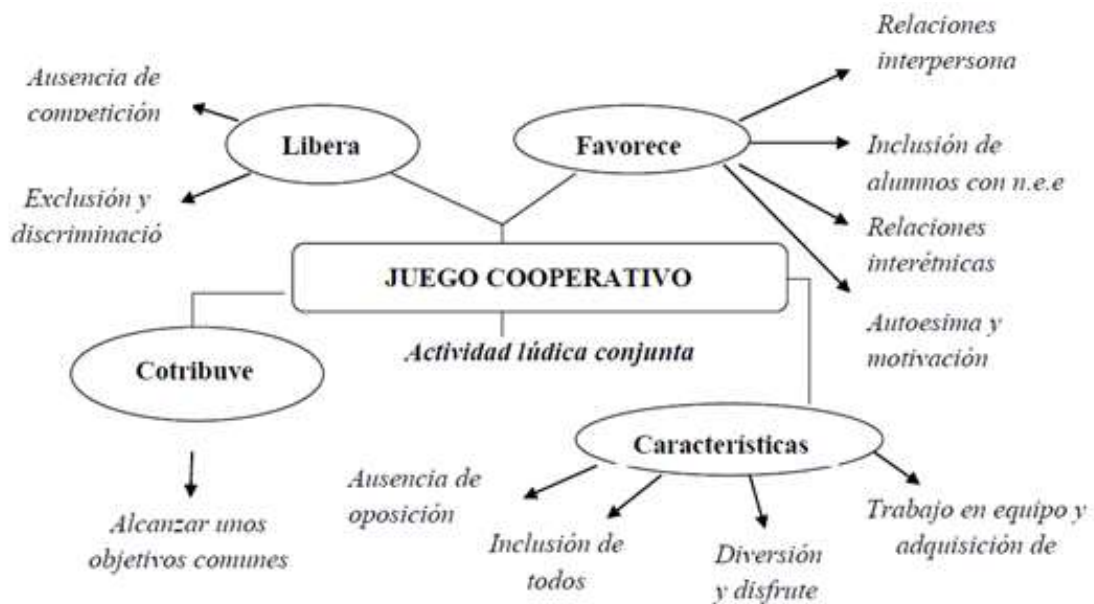 Relaciones
interpersona
Ausencia de
competición
Libera
Favorece
Inclusión de
alumnos con n.e.e
Exclusión y
discriminació
Relaciones
interétnicas
JUEGO COOPERATIVO
Autoesima y
motivación
Actividad lúdica conjunta
Cotribuve
Características
Ausencia de
oposición
Trabajo en equipo y
adquisición de
Alcanzar unos
objetivos comunes
Inclusión de
todos
Diversión
y disfrute